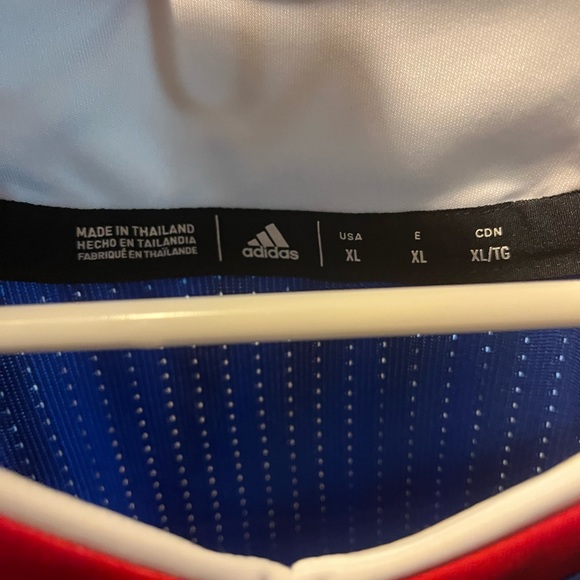 MADE IN THAILAND
HECHO EN TAILANDIA
FABRIQUÉ EN THAÏLANDE
adidas
USA E CDN
XL XL XL/TG